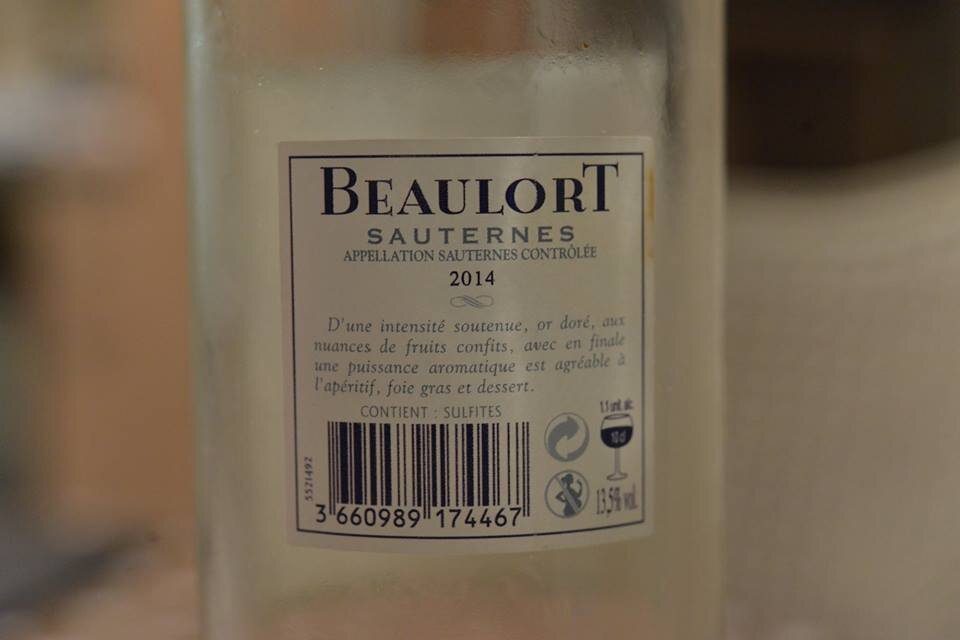 BEAULORT
SAUTERNES
APPELLATION SAUTERNES CONTRÔLÉE
2014
D'une intensité soutenue, or doré, aux
nuances de fruits confits, avec en finale
une puissance aromatique est agréable à
l'apéritif, foie gras et dessert.
CONTIENT : SULFITES
1,1 unit. alc
10 cl
5521492
13,5% vol.
3 660989 174467